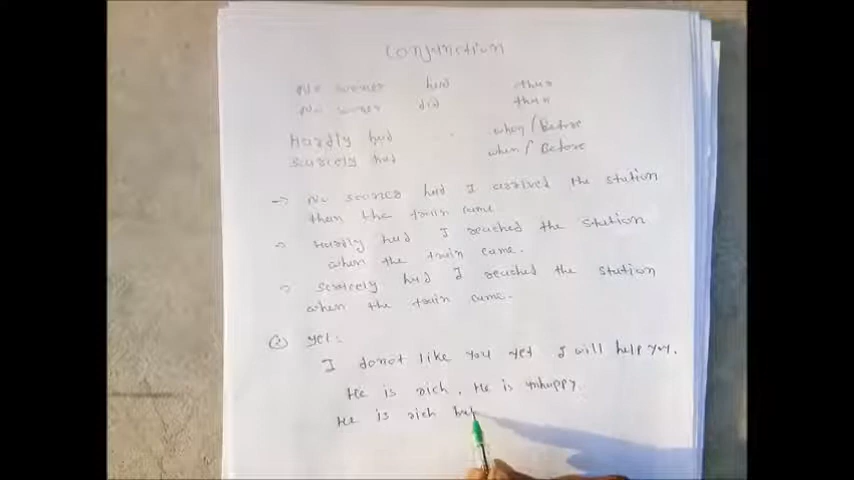 Conjunction
No sooner had than
No sooner did than
Hardly had when/Before
Scarcely had when/Before
→ No sooner had I arrived the station
than the train came
→ Hardly had I reached the station
when the train came.
→ Scarcely had I reached the station
when the train came.
② yet:
I donot like you yet I will help you.
He is rich. He is unhappy.
He is rich but